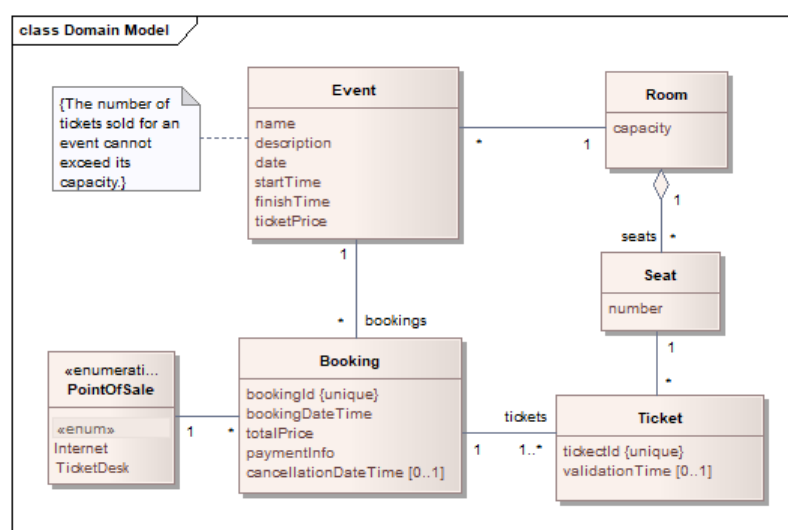 class Domain Model
{The number of
tickets sold for an
event cannot
exceed its
capacity.}
Event
name
description
date
startTime
finishTime
ticketPrice
*
1
Room
capacity
1
seats *
Seat
number
1
*
1
* bookings
«enumerati...
PointOfSale
«enum»
Internet
TicketDesk
1
*
Booking
bookingId {unique}
bookingDateTime
totalPrice
paymentInfo
cancellationDateTime [0..1]
tickets
1
1..*
Ticket
tickectId {unique}
validationTime [0..1]